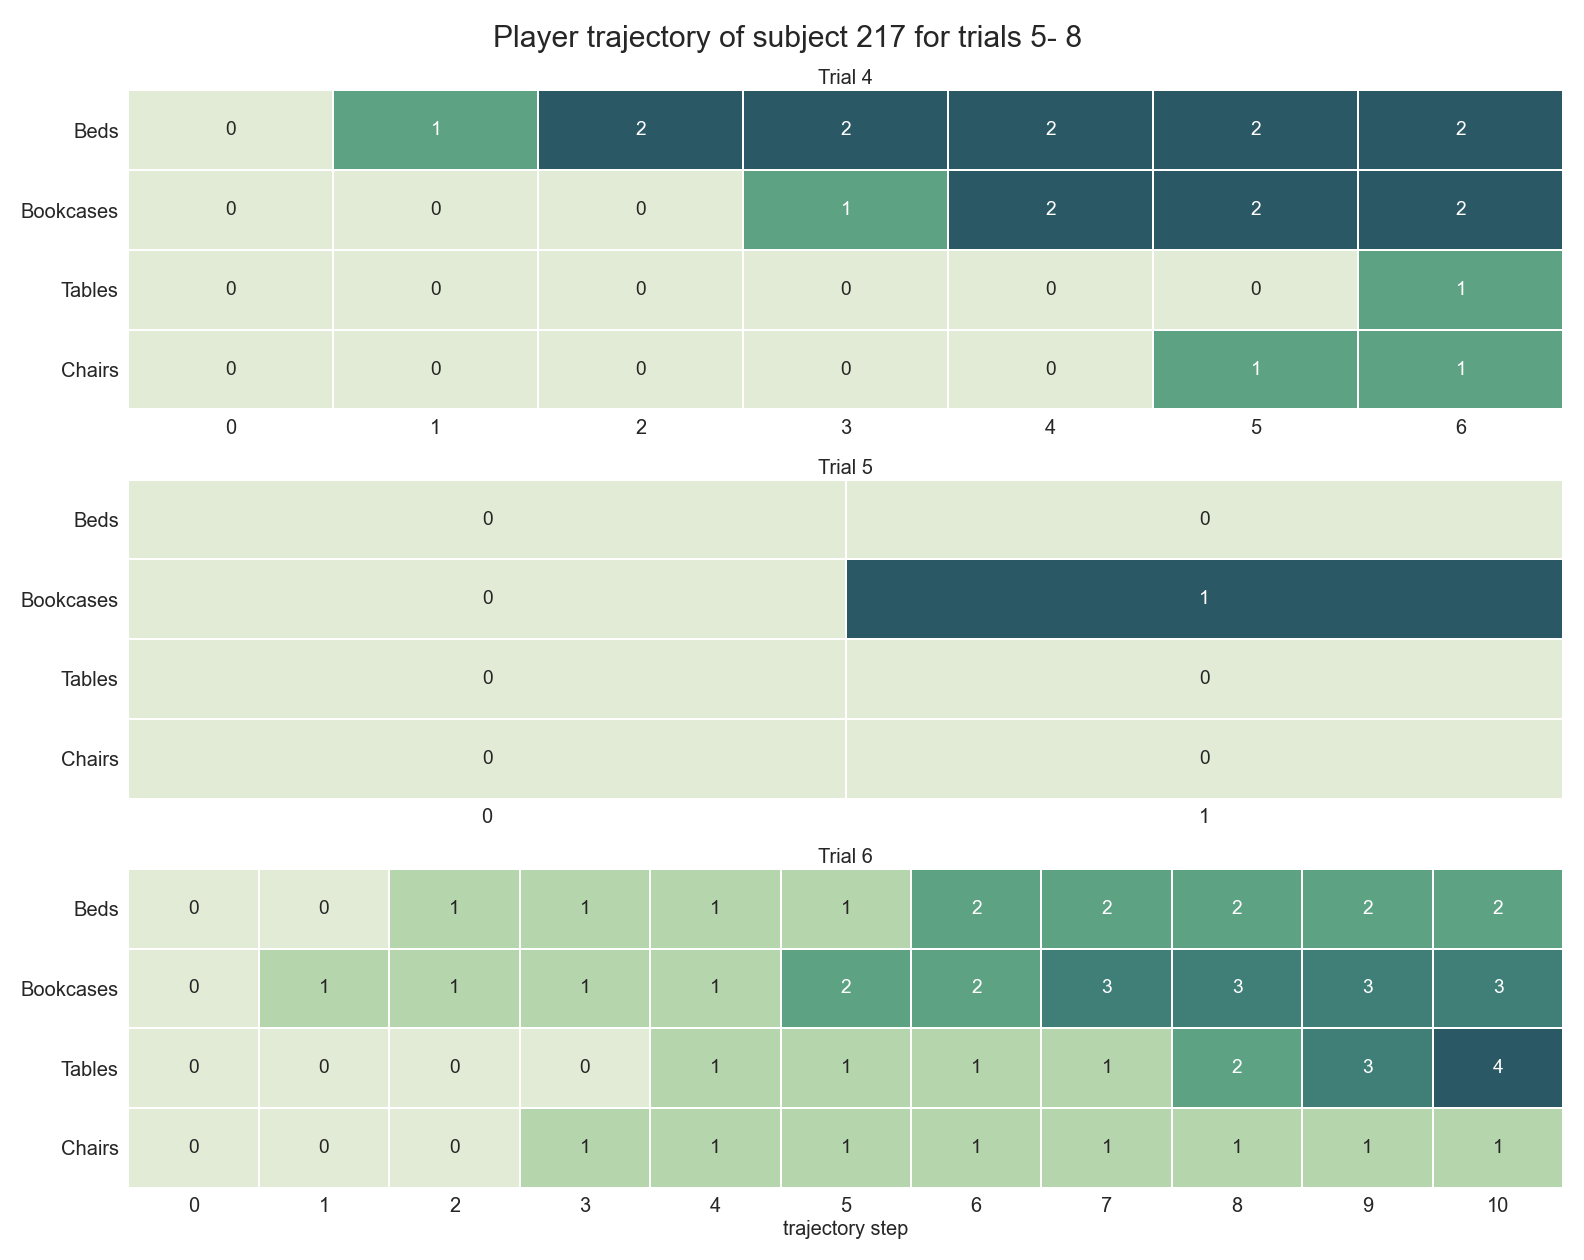 Player trajectory of subject 217 for trials 5- 8
Trial 4
Beds 0 1 2 2 2 2 2
Bookcases 0 0 0 1 2 2 2
Tables 0 0 0 0 0 0 1
Chairs 0 0 0 0 0 1 1
0 1 2 3 4 5 6
Trial 5
Beds 0 0
Bookcases 0 1
Tables 0 0
Chairs 0 0
0 1
Trial 6
Beds 0 0 1 1 1 1 2 2 2 2 2
Bookcases 0 1 1 1 1 2 2 3 3 3 3
Tables 0 0 0 0 1 1 1 1 2 3 4
Chairs 0 0 0 1 1 1 1 1 1 1 1
0 1 2 3 4 5 6 7 8 9 10
trajectory step